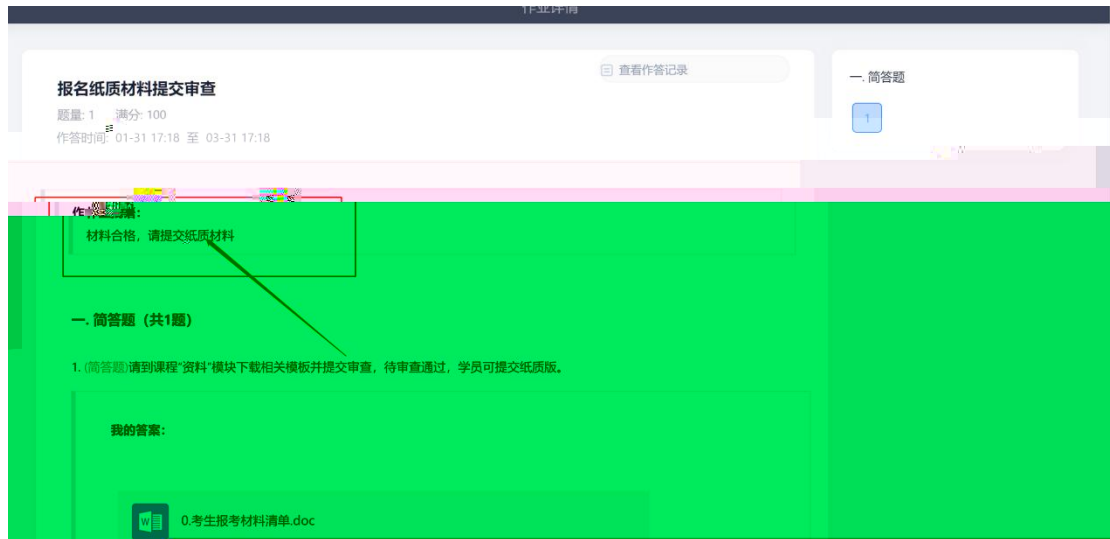 作业详情
查看作答记录
报名纸质材料提交审查
题量: 1 满分: 100
作答时间: 01-31 17:18 至 03-31 17:18
一. 简答题
1
材料合格，请提交纸质材料
一. 简答题（共1题）
1. (简答题)请到课程“资料”模块下载相关模板并提交审查，待审查通过，学员可提交纸质版。
我的答案：
0.考生报考材料清单.doc